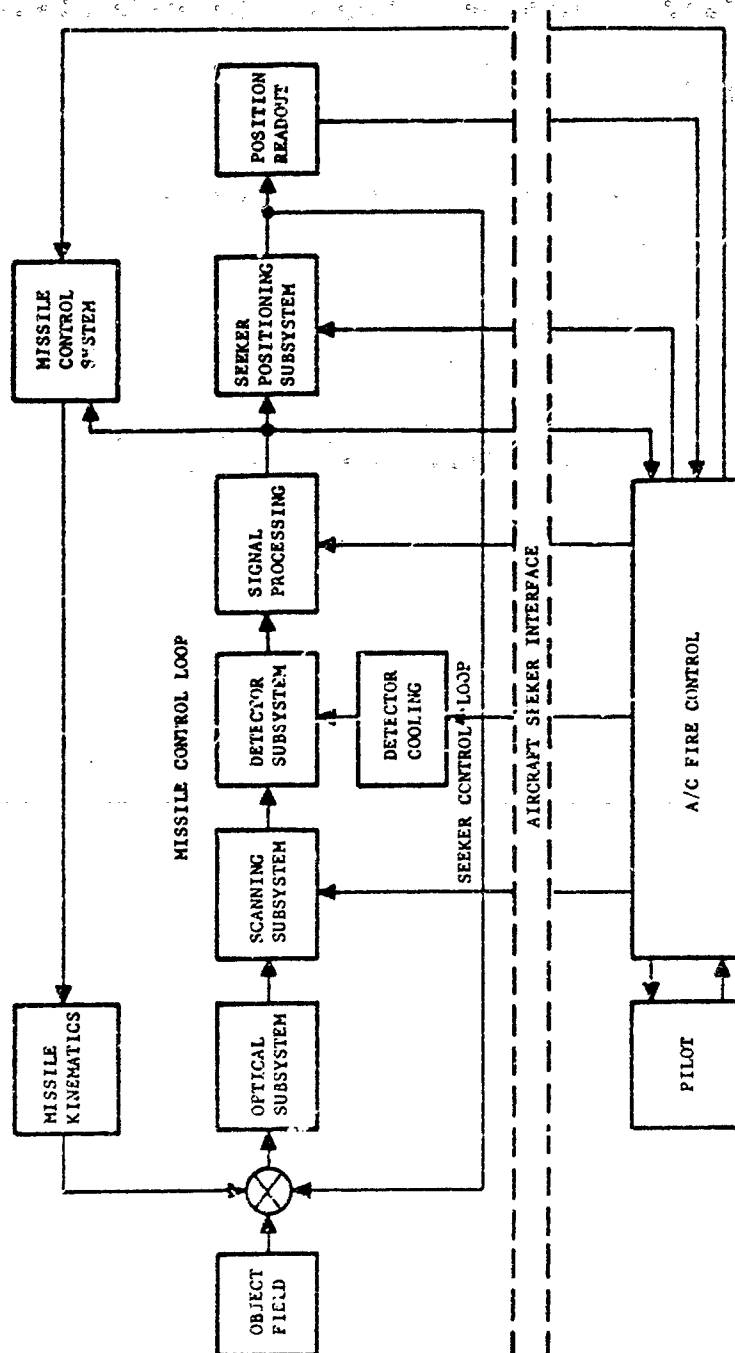 MISSILE
KINEMATICS
MISSILE
CONTROL
SYSTEM
MISSILE CONTROL LOOP
OBJECT
FIELD
OPTICAL
SUBSYSTEM
SCANNING
SUBSYSTEM
DETECTOR
SUBSYSTEM
SIGNAL
PROCESSING
SEEKER
POSITIONING
SUBSYSTEM
POSITION
READOUT
DETECTOR
COOLING
SEEKER CONTROL LOOP
AIRCRAFT SEEKER INTERFACE
PILOT
A/C FIRE CONTROL